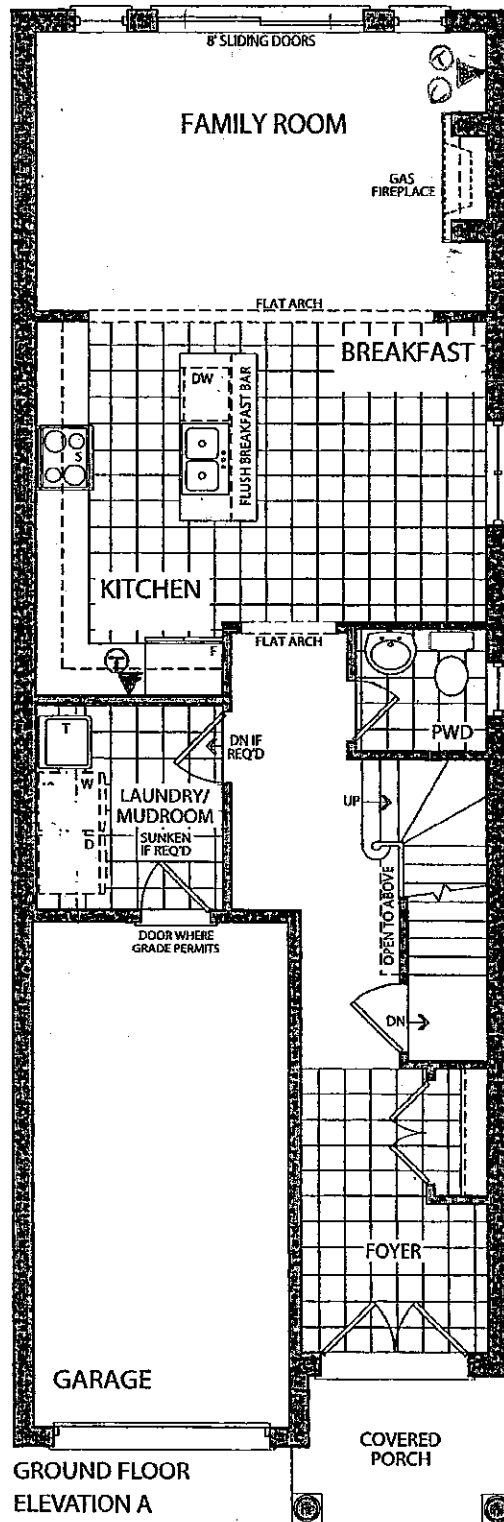 8' SLIDING DOORS
T
FAMILY ROOM
GAS
FIREPLACE
FLAT ARCH
BREAKFAST
DW
FLUSH BREAKFAST BAR
S
KITCHEN
FLAT ARCH
F
T
PWD
T
DN IF
REQ'D
W
LAUNDRY/
MUDROOM
D
SUNKEN
IF REQ'D
UP
OPEN TO ABOVE
DOOR WHERE
GRADE PERMITS
DN
FOYER
GARAGE
COVERED
PORCH
GROUND FLOOR
ELEVATION A